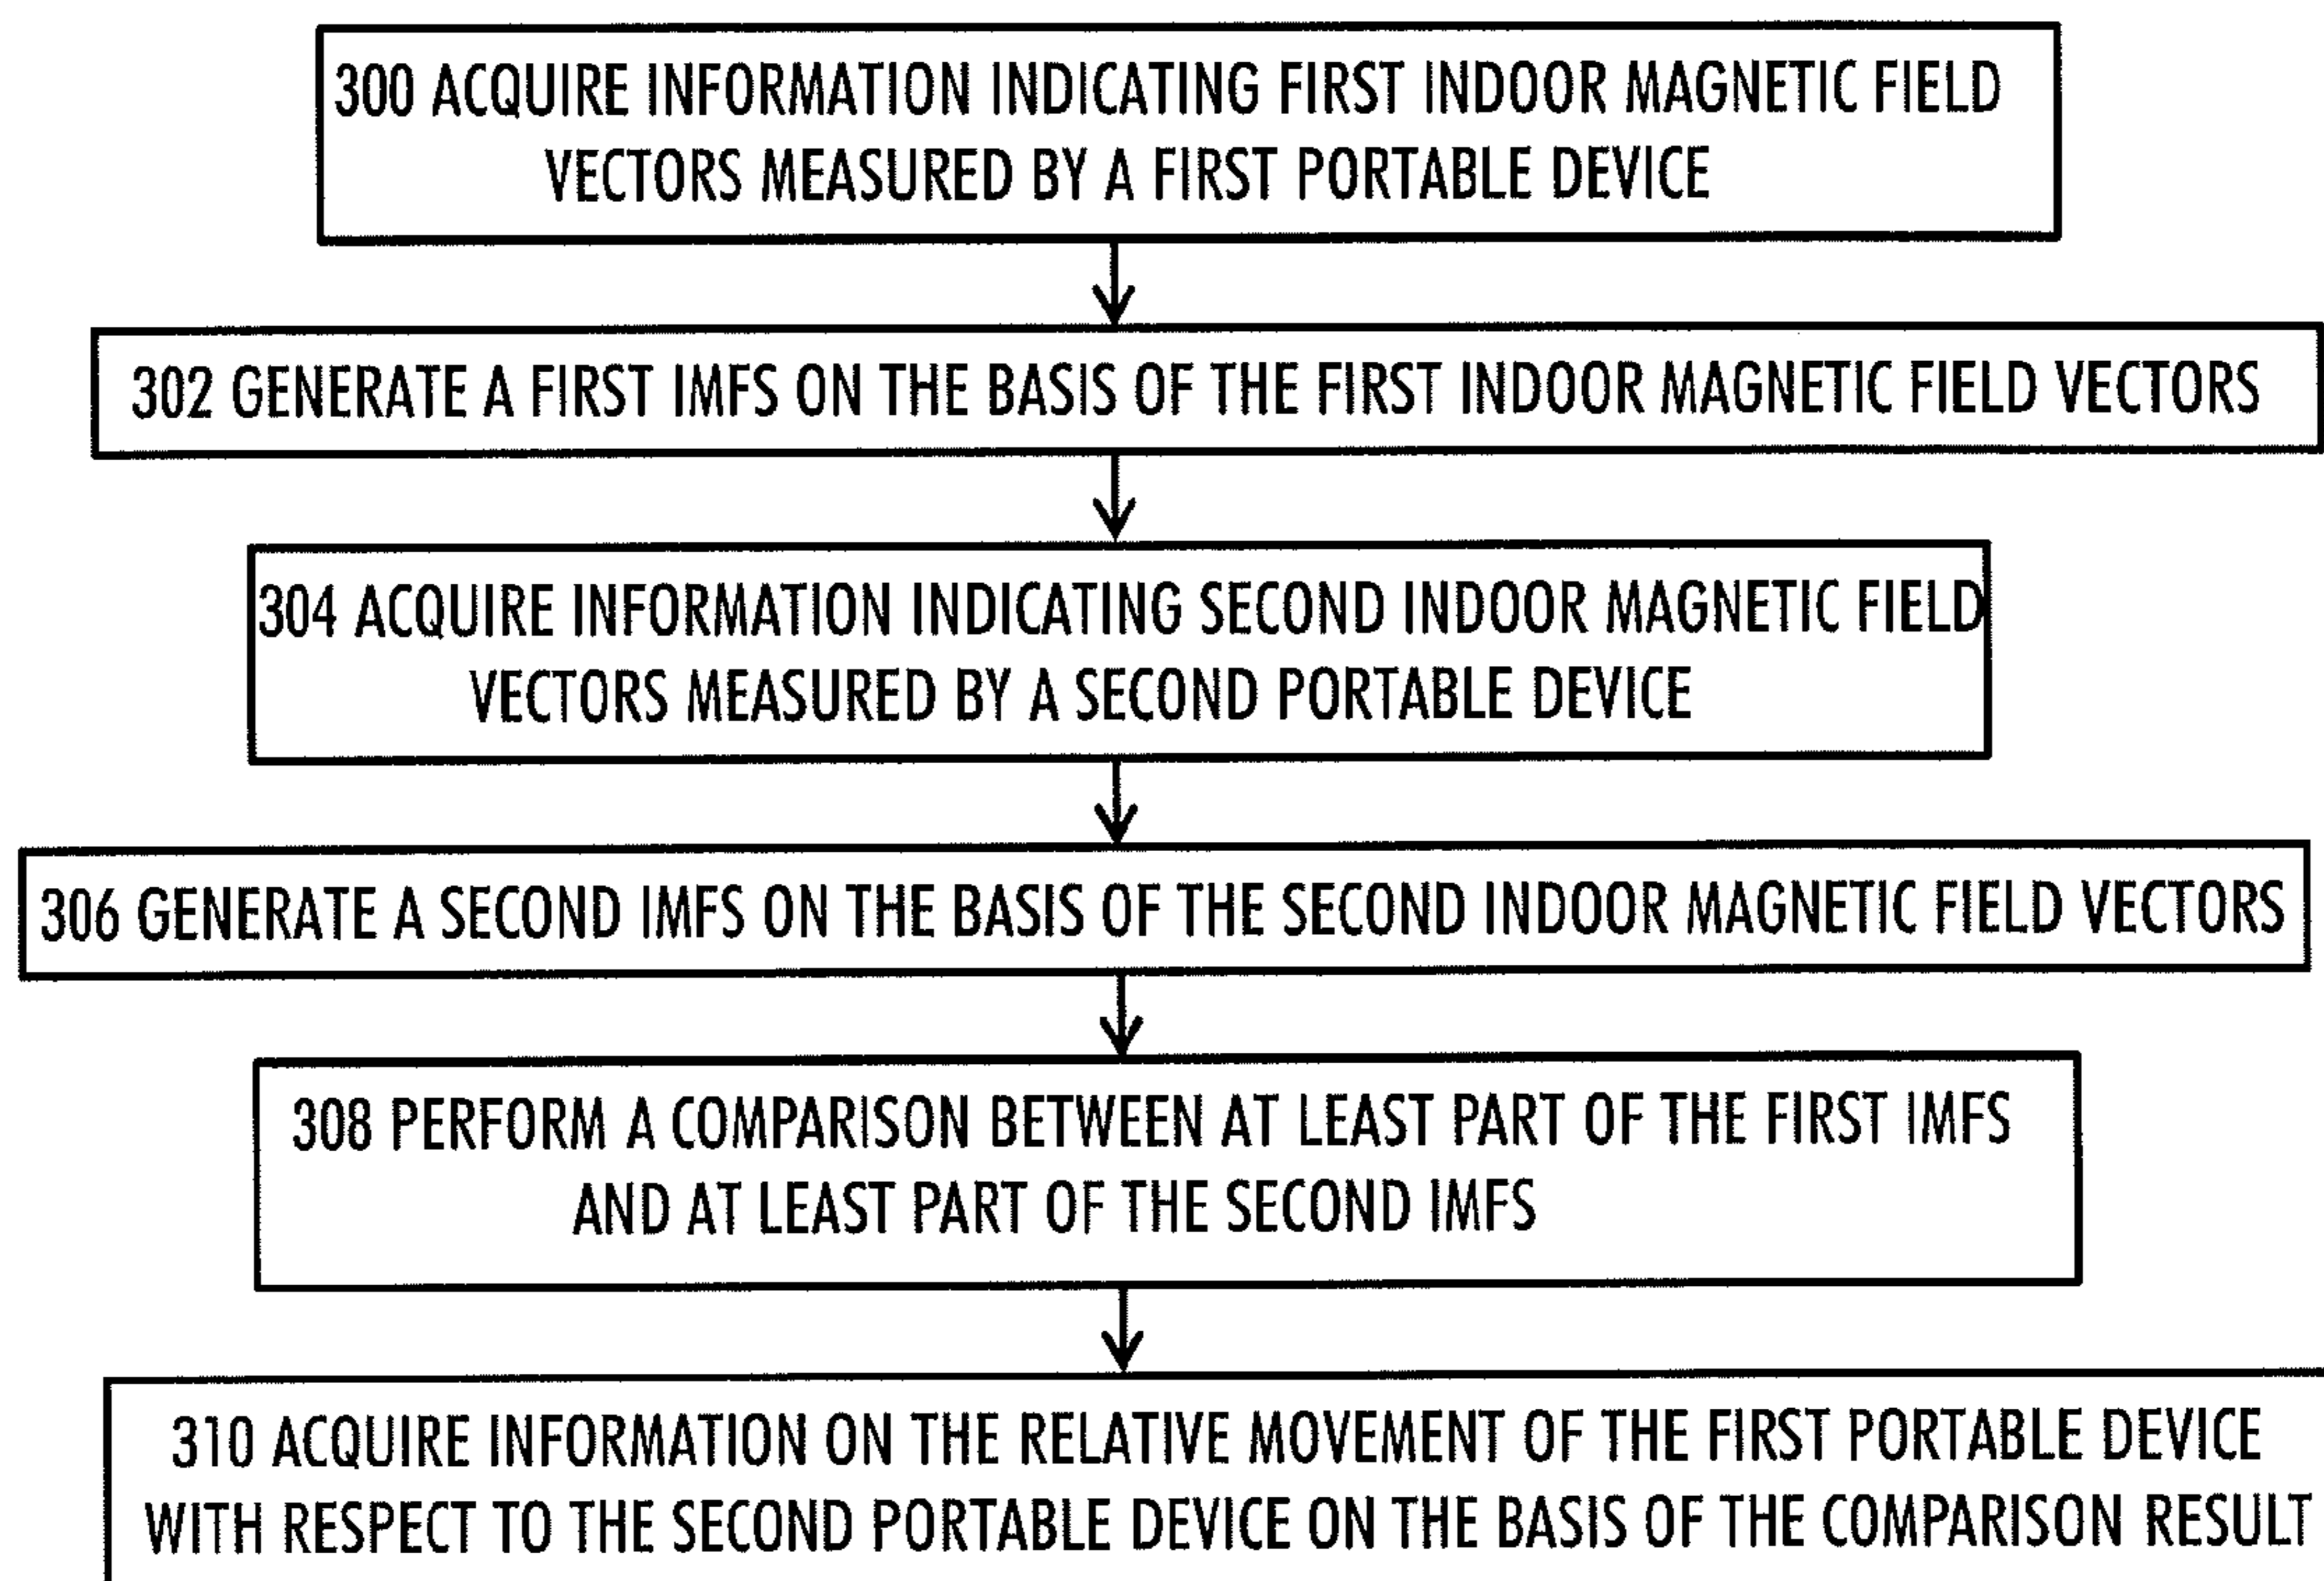 300 ACQUIRE INFORMATION INDICATING FIRST INDOOR MAGNETIC FIELD
VECTORS MEASURED BY A FIRST PORTABLE DEVICE
302 GENERATE A FIRST IMFS ON THE BASIS OF THE FIRST INDOOR MAGNETIC FIELD VECTORS
304 ACQUIRE INFORMATION INDICATING SECOND INDOOR MAGNETIC FIELD
VECTORS MEASURED BY A SECOND PORTABLE DEVICE
306 GENERATE A SECOND IMFS ON THE BASIS OF THE SECOND INDOOR MAGNETIC FIELD VECTORS
308 PERFORM A COMPARISON BETWEEN AT LEAST PART OF THE FIRST IMFS
AND AT LEAST PART OF THE SECOND IMFS
310 ACQUIRE INFORMATION ON THE RELATIVE MOVEMENT OF THE FIRST PORTABLE DEVICE
WITH RESPECT TO THE SECOND PORTABLE DEVICE ON THE BASIS OF THE COMPARISON RESULT